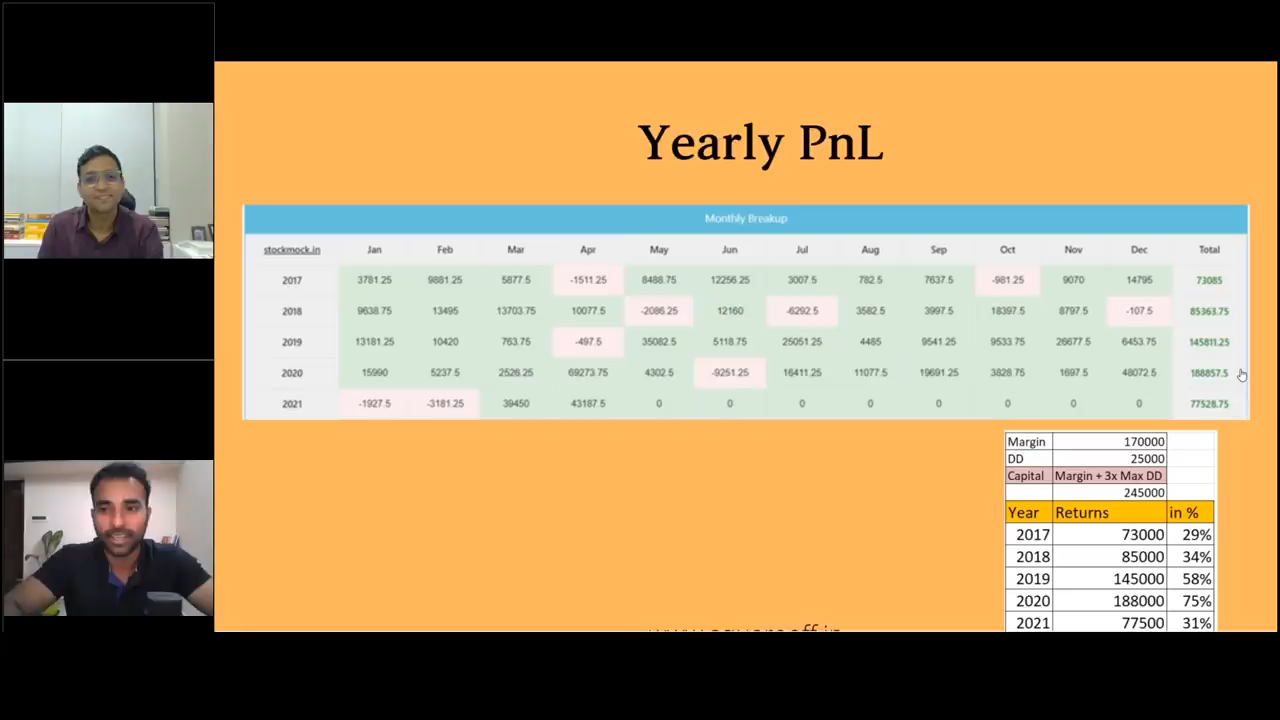 Yearly PnL
Monthly Breakup
stockmock.in Jan Feb Mar Apr May Jun Jul Aug Sep Oct Nov Dec Total
2017 3781.25 9881.25 5877.5 -1511.25 8488.75 12256.25 3007.5 782.5 7637.5 -981.25 9070 14795 73085
2018 9638.75 13495 13703.75 10077.5 -2086.25 12160 -6292.5 3582.5 3997.5 18397.5 8797.5 -107.5 85363.75
2019 13181.25 10420 763.75 -497.5 35082.5 5118.75 25051.25 4485 9541.25 9533.75 26677.5 6453.75 145811.25
2020 15990 5237.5 2526.25 69273.75 4302.5 -9251.25 16411.25 11077.5 19691.25 3828.75 1697.5 48072.5 188857.5
2021 -1927.5 -3181.25 39450 43187.5 0 0 0 0 0 0 0 0 77528.75
Margin 170000
DD 25000
Capital Margin + 3x Max DD
245000
Year Returns in %
2017 73000 29%
2018 85000 34%
2019 145000 58%
2020 188000 75%
2021 77500 31%